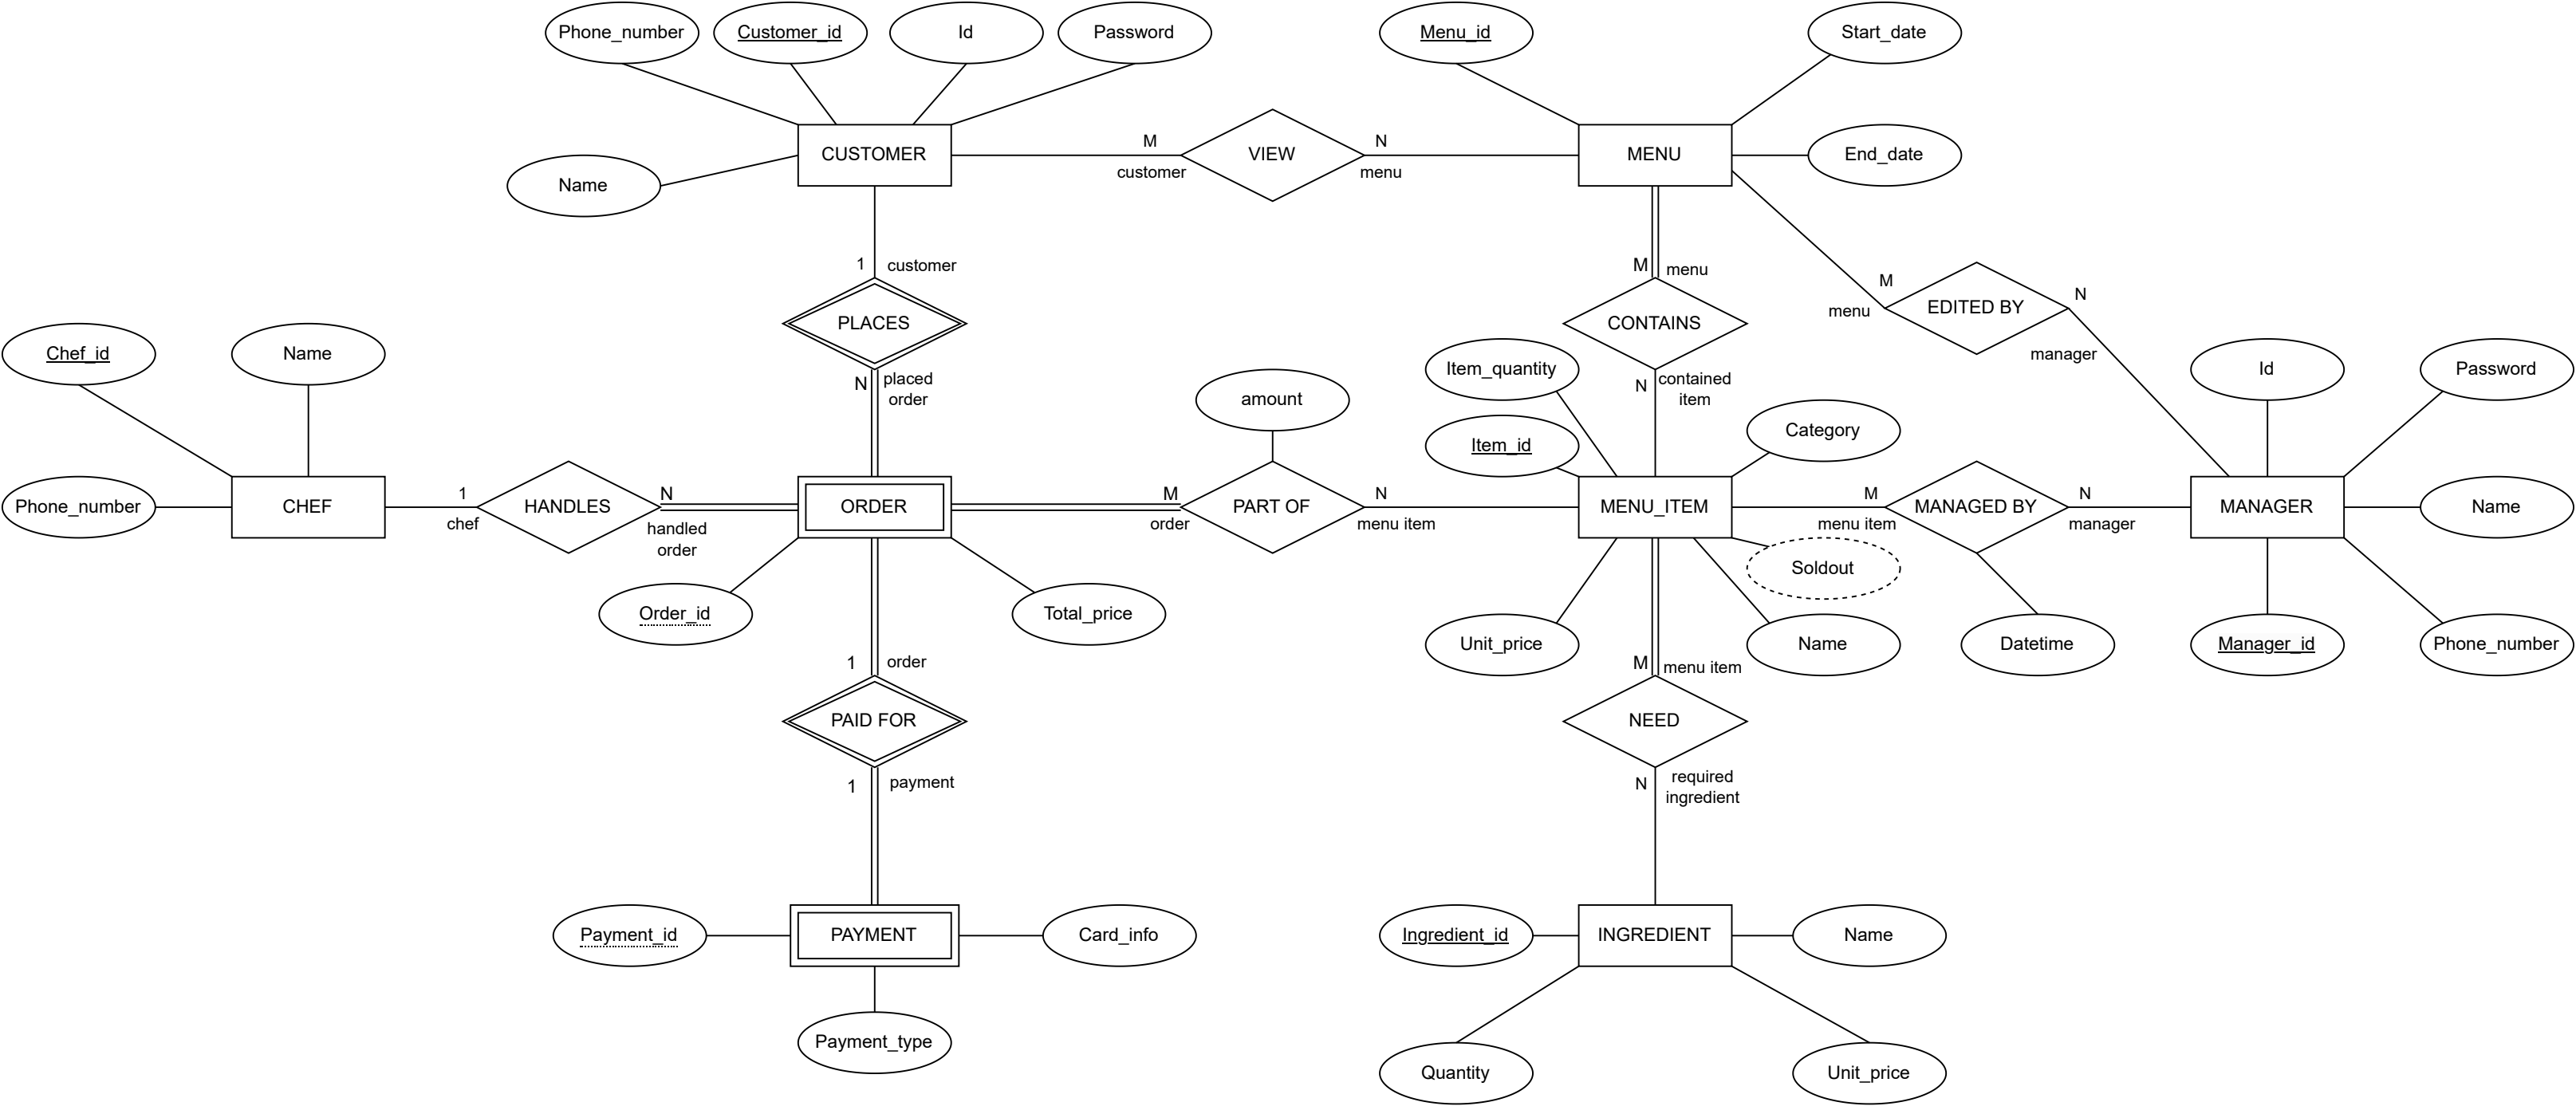 Phone_number
Customer_id
Id
Password
Menu_id
Start_date
CUSTOMER
M
customer
VIEW
N
menu
MENU
End_date
Name
1
customer
PLACES
N
placed
order
M
menu
CONTAINS
N
contained
item
M
menu
EDITED BY
N
manager
Chef_id
Name
Phone_number
CHEF
1
chef
HANDLES
N
handled
order
ORDER
Order_id
Total_price
amount
M
order
PART OF
N
menu item
Item_quantity
Item_id
Category
MENU_ITEM
Soldout
Unit_price
Name
M
menu item
MANAGED BY
N
manager
Datetime
Id
Password
MANAGER
Name
Manager_id
Phone_number
1
order
PAID FOR
1
payment
M
menu item
NEED
N
required
ingredient
Payment_id
PAYMENT
Card_info
Payment_type
Ingredient_id
INGREDIENT
Name
Quantity
Unit_price